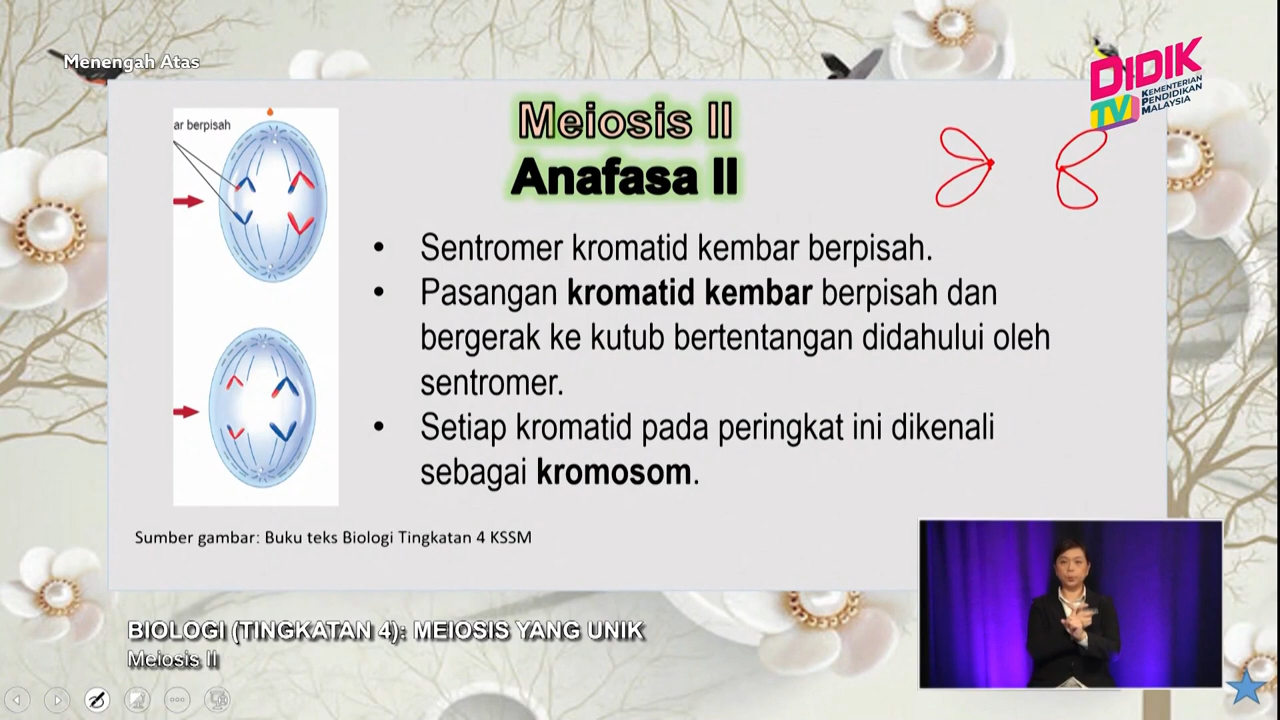 Menengah Atas
DIDIK
TV
KEMENTERIAN
PENDIDIKAN
MALAYSIA
ar berpisah
Meiosis II
Anafasa II
• Sentromer kromatid kembar berpisah.
• Pasangan kromatid kembar berpisah dan
bergerak ke kutub bertentangan didahului oleh
sentromer.
• Setiap kromatid pada peringkat ini dikenali
sebagai kromosom.
Sumber gambar: Buku teks Biologi Tingkatan 4 KSSM
BIOLOGI (TINGKATAN 4): MEIOSIS YANG UNIK
Meiosis II